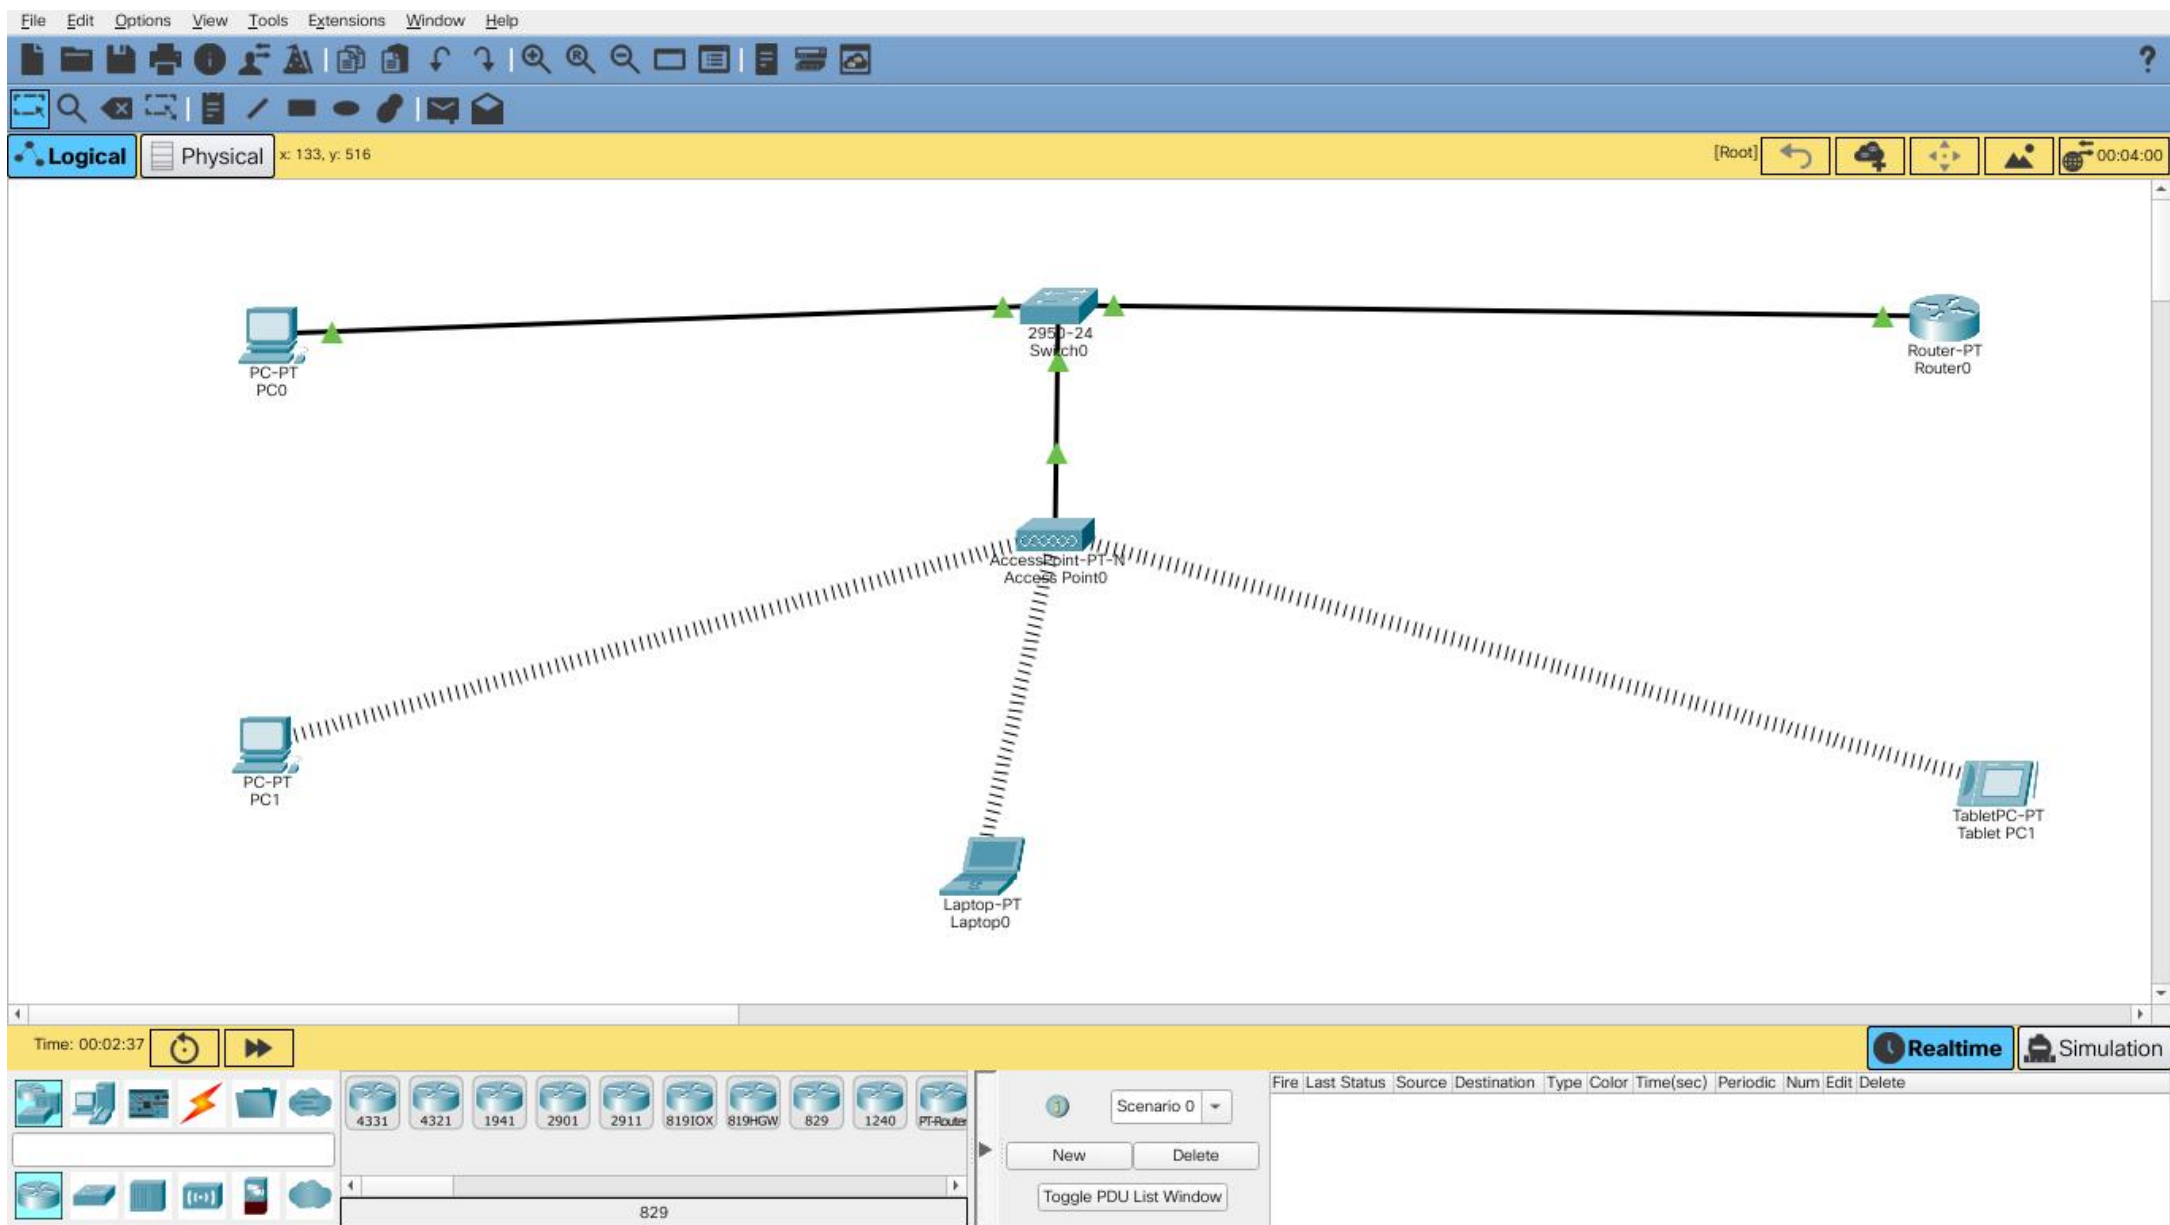 File Edit Options View Tools Extensions Window Help
?
Logical Physical x: 133, y: 516 [Root] 00:04:00
2950-24
Switch0
Router-PT
Router0
PC-PT
PC0
AccessPoint-PT-N
Access Point0
PC-PT
PC1
TabletPC-PT
Tablet PC1
Laptop-PT
Laptop0
Time: 00:02:37 Realtime Simulation
Fire Last Status Source Destination Type Color Time(sec) Periodic Num Edit Delete
Scenario 0
4331 4321 1941 2901 2911 819IOX 819HGW 829 1240 PT-Router
New Delete
Toggle PDU List Window
829